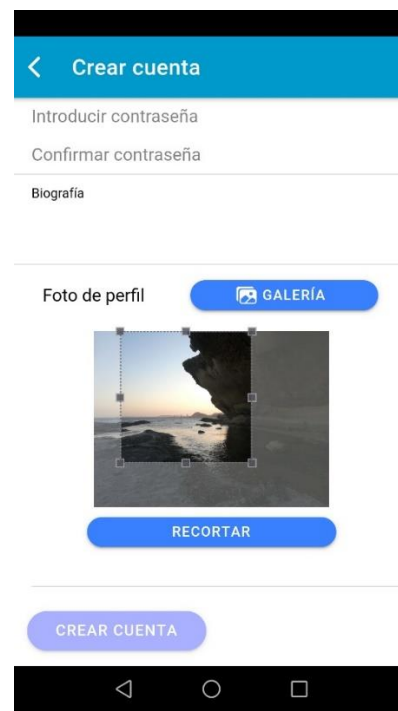 Crear cuenta
Introducir contraseña
Confirmar contraseña
Biografía
Foto de perfil
GALERÍA
RECORTAR
CREAR CUENTA